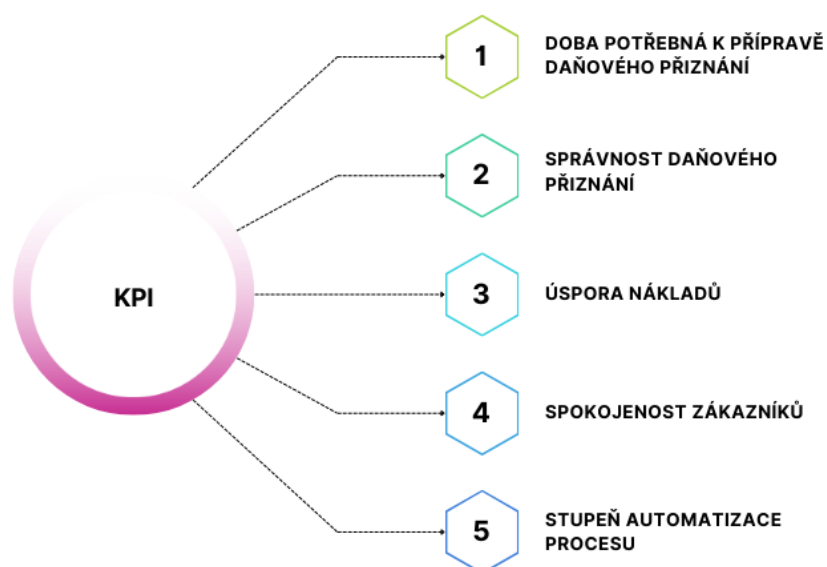 KPI
1
DOBA POTŘEBNÁ K PŘÍPRAVĚ
DAŇOVÉHO PŘIZNÁNÍ
2
SPRÁVNOST DAŇOVÉHO
PŘIZNÁNÍ
3
ÚSPORA NÁKLADŮ
4
SPOKOJENOST ZÁKAZNÍKŮ
5
STUPEŇ AUTOMATIZACE
PROCESU